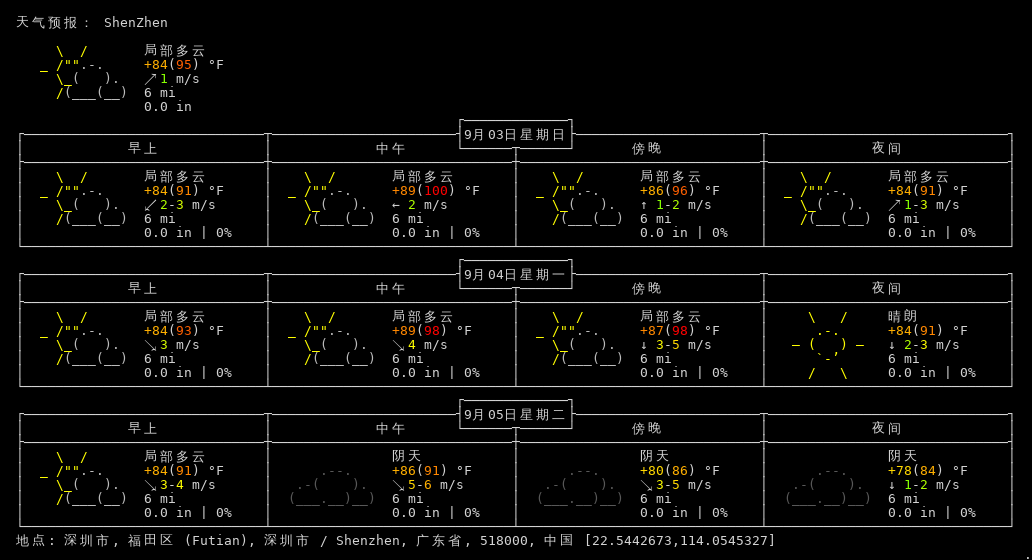 天气预报： ShenZhen
局部多云
+84(95) °F
↗ 1 m/s
6 mi
0.0 in
9月03日星期日
早上 中午 傍晚 夜间
局部多云 局部多云 局部多云 局部多云
+84(91) °F +89(100) °F +86(96) °F +84(91) °F
↙ 2-3 m/s ← 2 m/s ↑ 1-2 m/s ↗ 1-3 m/s
6 mi 6 mi 6 mi 6 mi
0.0 in | 0% 0.0 in | 0% 0.0 in | 0% 0.0 in | 0%
9月04日星期一
早上 中午 傍晚 夜间
局部多云 局部多云 局部多云 晴朗
+84(93) °F +89(98) °F +87(98) °F +84(91) °F
↘ 3 m/s ↘ 4 m/s ↓ 3-5 m/s ↓ 2-3 m/s
6 mi 6 mi 6 mi 6 mi
0.0 in | 0% 0.0 in | 0% 0.0 in | 0% 0.0 in | 0%
9月05日星期二
早上 中午 傍晚 夜间
局部多云 阴天 阴天 阴天
+84(91) °F +86(91) °F +80(86) °F +78(84) °F
↘ 3-4 m/s ↘ 5-6 m/s ↘ 3-5 m/s ↓ 1-2 m/s
6 mi 6 mi 6 mi 6 mi
0.0 in | 0% 0.0 in | 0% 0.0 in | 0% 0.0 in | 0%
地点: 深圳市, 福田区 (Futian), 深圳市 / Shenzhen, 广东省, 518000, 中国 [22.5442673,114.0545327]